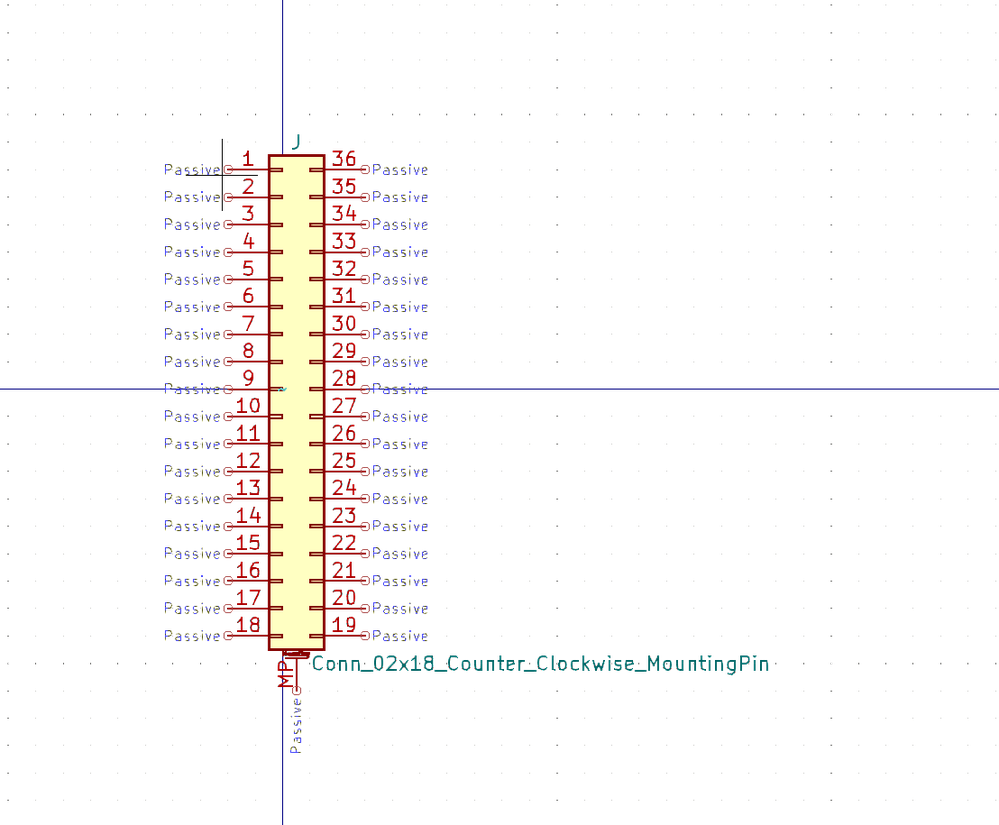 J
Passive 1 36 Passive
Passive 2 35 Passive
Passive 3 34 Passive
Passive 4 33 Passive
Passive 5 32 Passive
Passive 6 31 Passive
Passive 7 30 Passive
Passive 8 29 Passive
Passive 9 28 Passive
Passive 10 27 Passive
Passive 11 26 Passive
Passive 12 25 Passive
Passive 13 24 Passive
Passive 14 23 Passive
Passive 15 22 Passive
Passive 16 21 Passive
Passive 17 20 Passive
Passive 18 19 Passive
Conn_02x18_Counter_Clockwise_MountingPin
MP
Passive